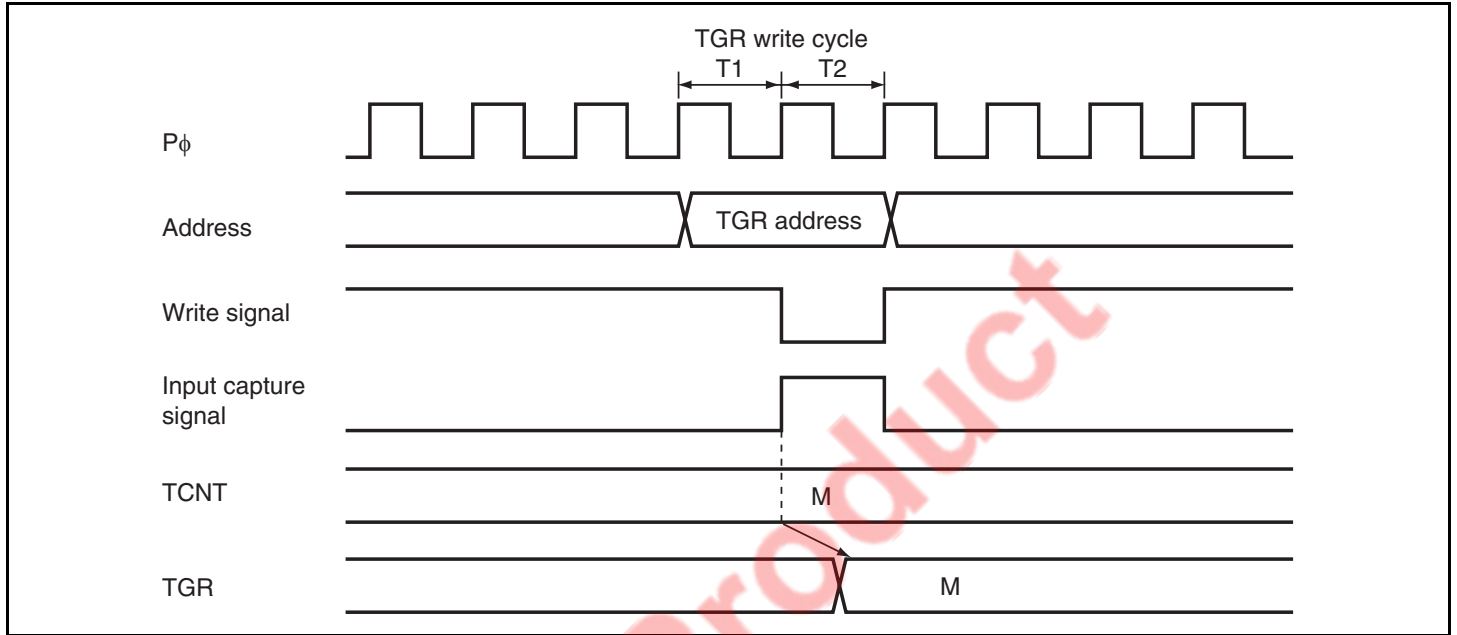 TGR write cycle
T1 T2
Pϕ
Address
TGR address
Write signal
Input capture
signal
TCNT
M
TGR
M
Product